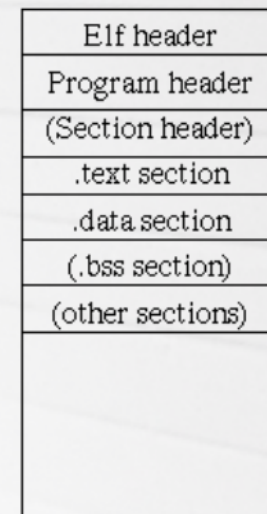 Elf header
Program header
(Section header)
.text section
.data section
(.bss section)
(other sections)